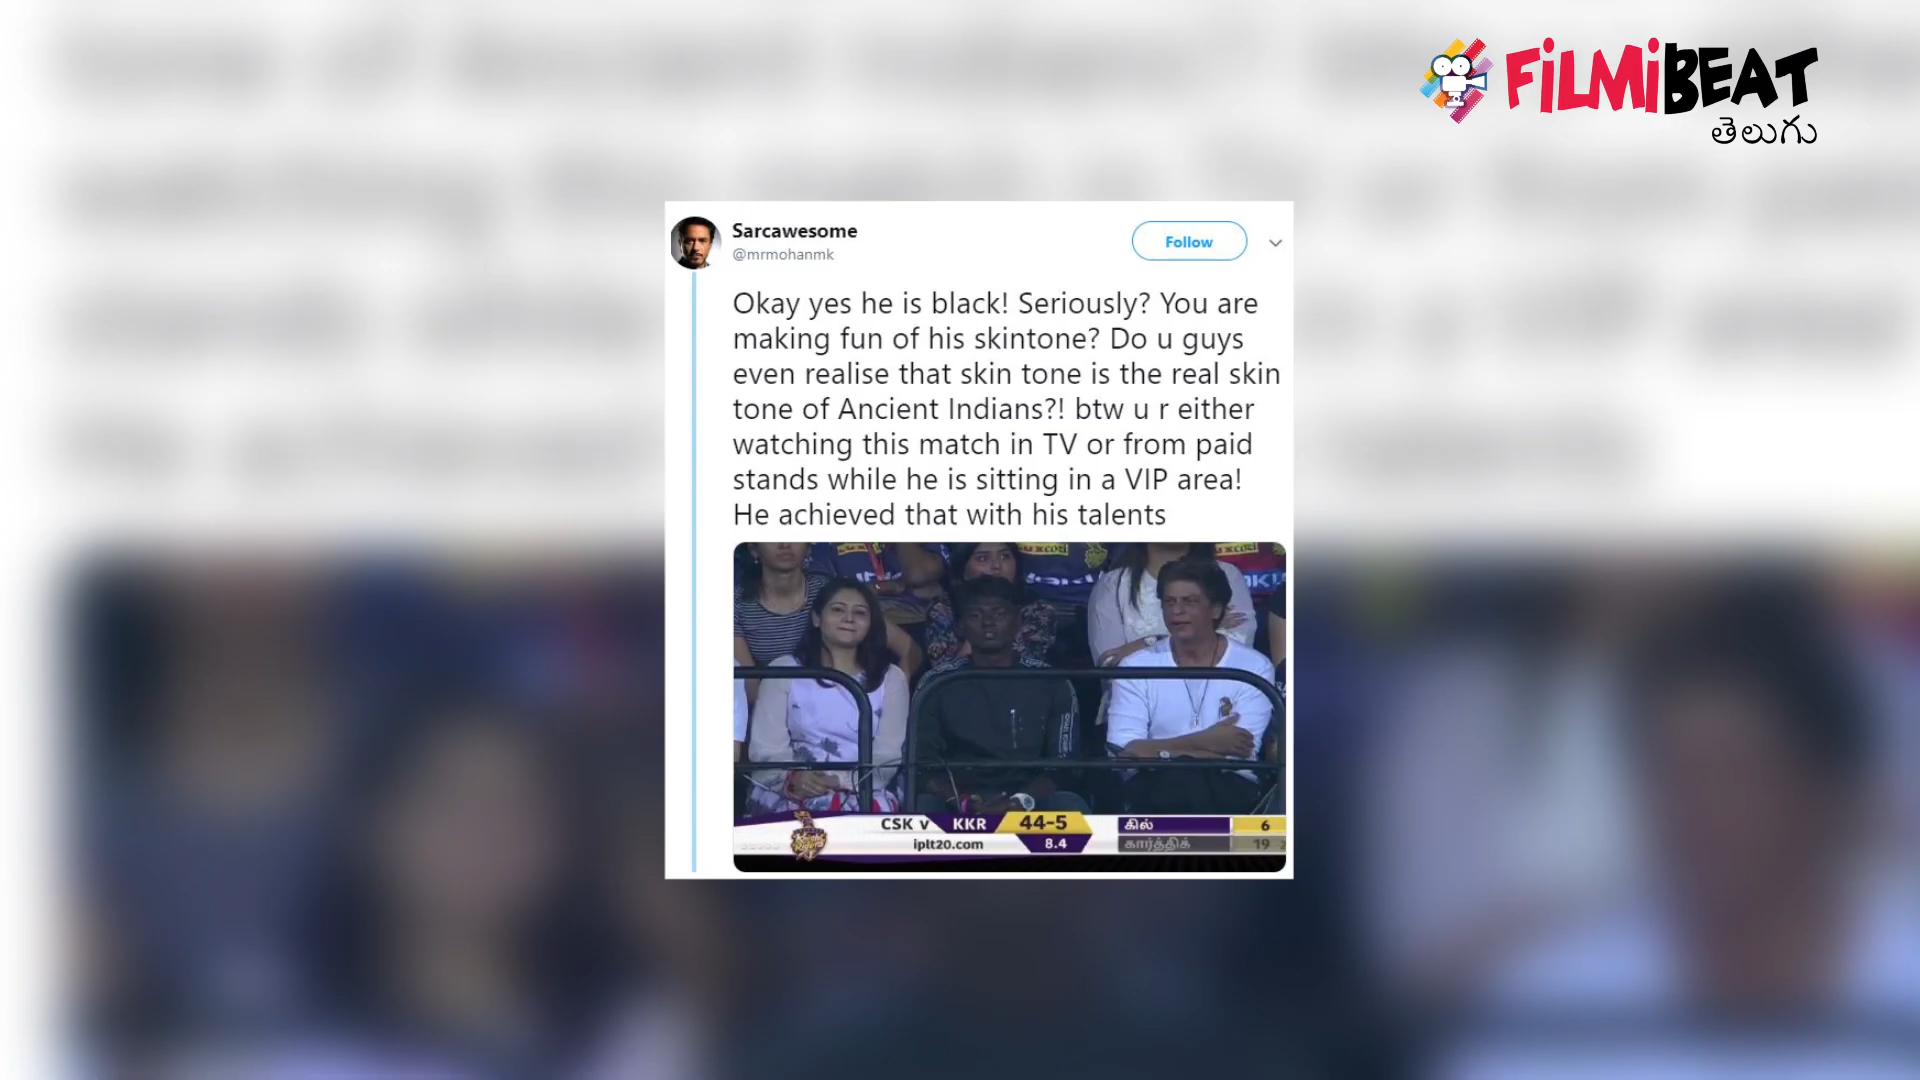 FiLMiBEAT
తెలుగు
Sarcawesome
@mrmohanmk
Follow
Okay yes he is black! Seriously? You are
making fun of his skintone? Do u guys
even realise that skin tone is the real skin
tone of Ancient Indians?! btw u r either
watching this match in TV or from paid
stands while he is sitting in a VIP area!
He achieved that with his talents
CSK v KKR 44-5
iplt20.com 8.4
கில் 6
கார்த்திக் 19